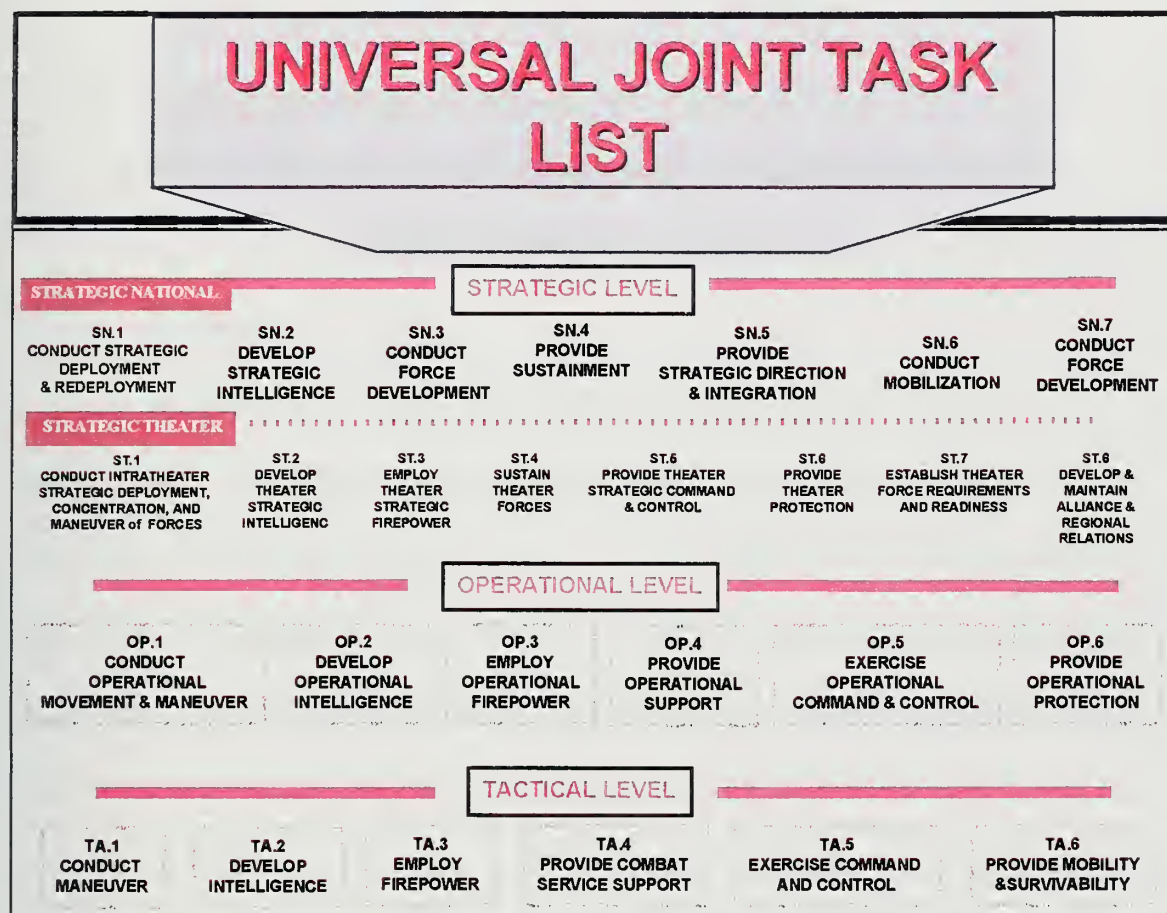 UNIVERSAL JOINT TASK
LIST
STRATEGIC LEVEL
STRATEGIC NATIONAL
SN.1
CONDUCT STRATEGIC
DEPLOYMENT
& REDEPLOYMENT
SN.2
DEVELOP
STRATEGIC
INTELLIGENCE
SN.3
CONDUCT
FORCE
DEVELOPMENT
SN.4
PROVIDE
SUSTAINMENT
SN.5
PROVIDE
STRATEGIC DIRECTION
& INTEGRATION
SN.6
CONDUCT
MOBILIZATION
SN.7
CONDUCT
FORCE
DEVELOPMENT
STRATEGIC THEATER
ST.1
CONDUCT INTRATHEATER
STRATEGIC DEPLOYMENT,
CONCENTRATION, AND
MANEUVER of FORCES
ST.2
DEVELOP
THEATER
STRATEGIC
INTELLIGENC
ST.3
EMPLOY
THEATER
STRATEGIC
FIREPOWER
ST.4
SUSTAIN
THEATER
FORCES
ST.5
PROVIDE THEATER
STRATEGIC COMMAND
& CONTROL
ST.6
PROVIDE
THEATER
PROTECTION
ST.7
ESTABLISH THEATER
FORCE REQUIREMENTS
AND READINESS
ST.8
DEVELOP &
MAINTAIN
ALLIANCE &
REGIONAL
RELATIONS
OPERATIONAL LEVEL
OP.1
CONDUCT
OPERATIONAL
MOVEMENT & MANEUVER
OP.2
DEVELOP
OPERATIONAL
INTELLIGENCE
OP.3
EMPLOY
OPERATIONAL
FIREPOWER
OP.4
PROVIDE
OPERATIONAL
SUPPORT
OP.5
EXERCISE
OPERATIONAL
COMMAND & CONTROL
OP.6
PROVIDE
OPERATIONAL
PROTECTION
TACTICAL LEVEL
TA.1
CONDUCT
MANEUVER
TA.2
DEVELOP
INTELLIGENCE
TA.3
EMPLOY
FIREPOWER
TA.4
PROVIDE COMBAT
SERVICE SUPPORT
TA.5
EXERCISE COMMAND
AND CONTROL
TA.6
PROVIDE MOBILITY
&SURVIVABILITY